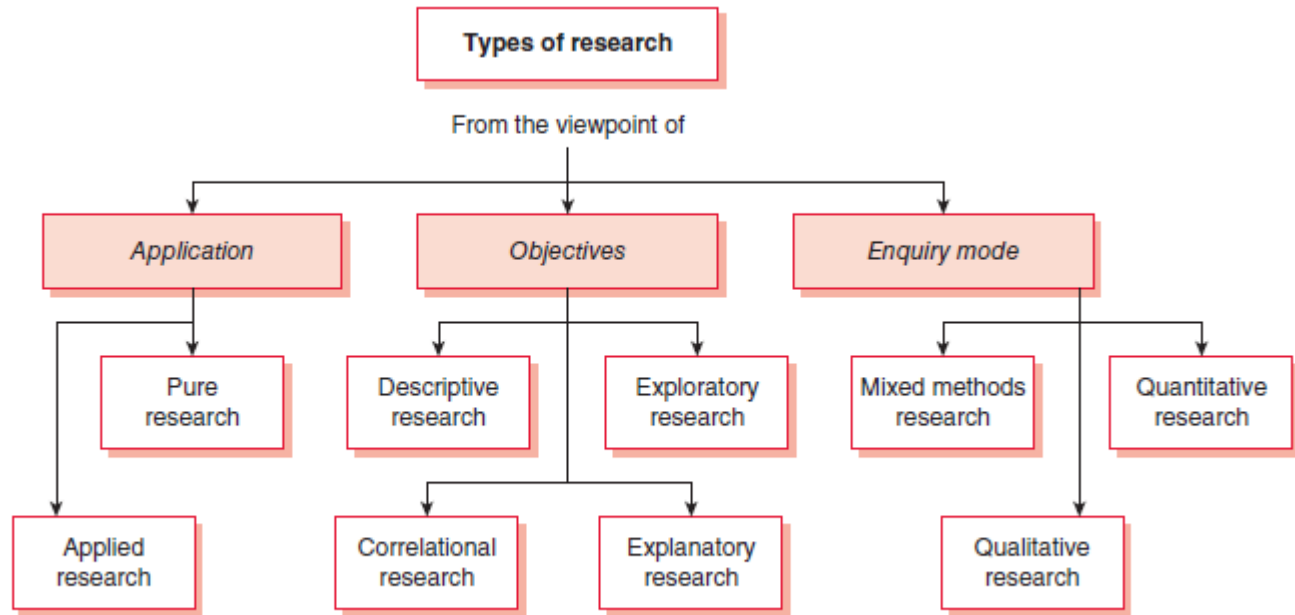 Types of research
From the viewpoint of
Application
Objectives
Enquiry mode
Pure
research
Descriptive
research
Exploratory
research
Mixed methods
research
Quantitative
research
Applied
research
Correlational
research
Explanatory
research
Qualitative
research